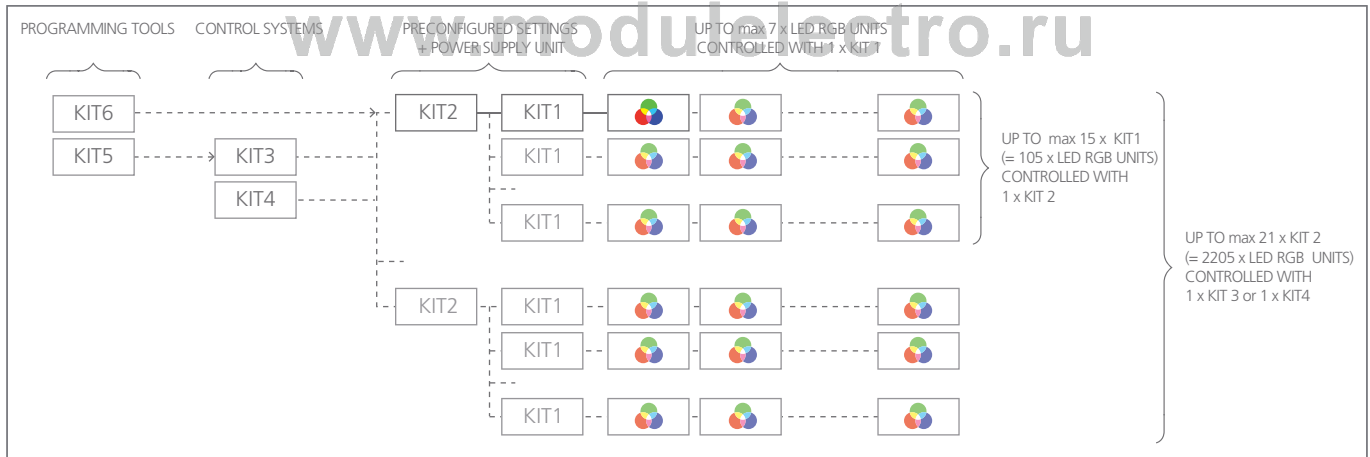 www.modulelectro.ru
PROGRAMMING TOOLS
CONTROL SYSTEMS
PRECONFIGURED SETTINGS
+ POWER SUPPLY UNIT
UP TO max 7 x LED RGB UNITS
CONTROLLED WITH 1 x KIT 1
KIT6
KIT2
KIT1
KIT5
KIT3
KIT1
KIT4
KIT1
UP TO max 15 x KIT1
(= 105 x LED RGB UNITS)
CONTROLLED WITH
1 x KIT 2
KIT2
KIT1
KIT1
KIT1
UP TO max 21 x KIT 2
(= 2205 x LED RGB UNITS)
CONTROLLED WITH
1 x KIT 3 or 1 x KIT4